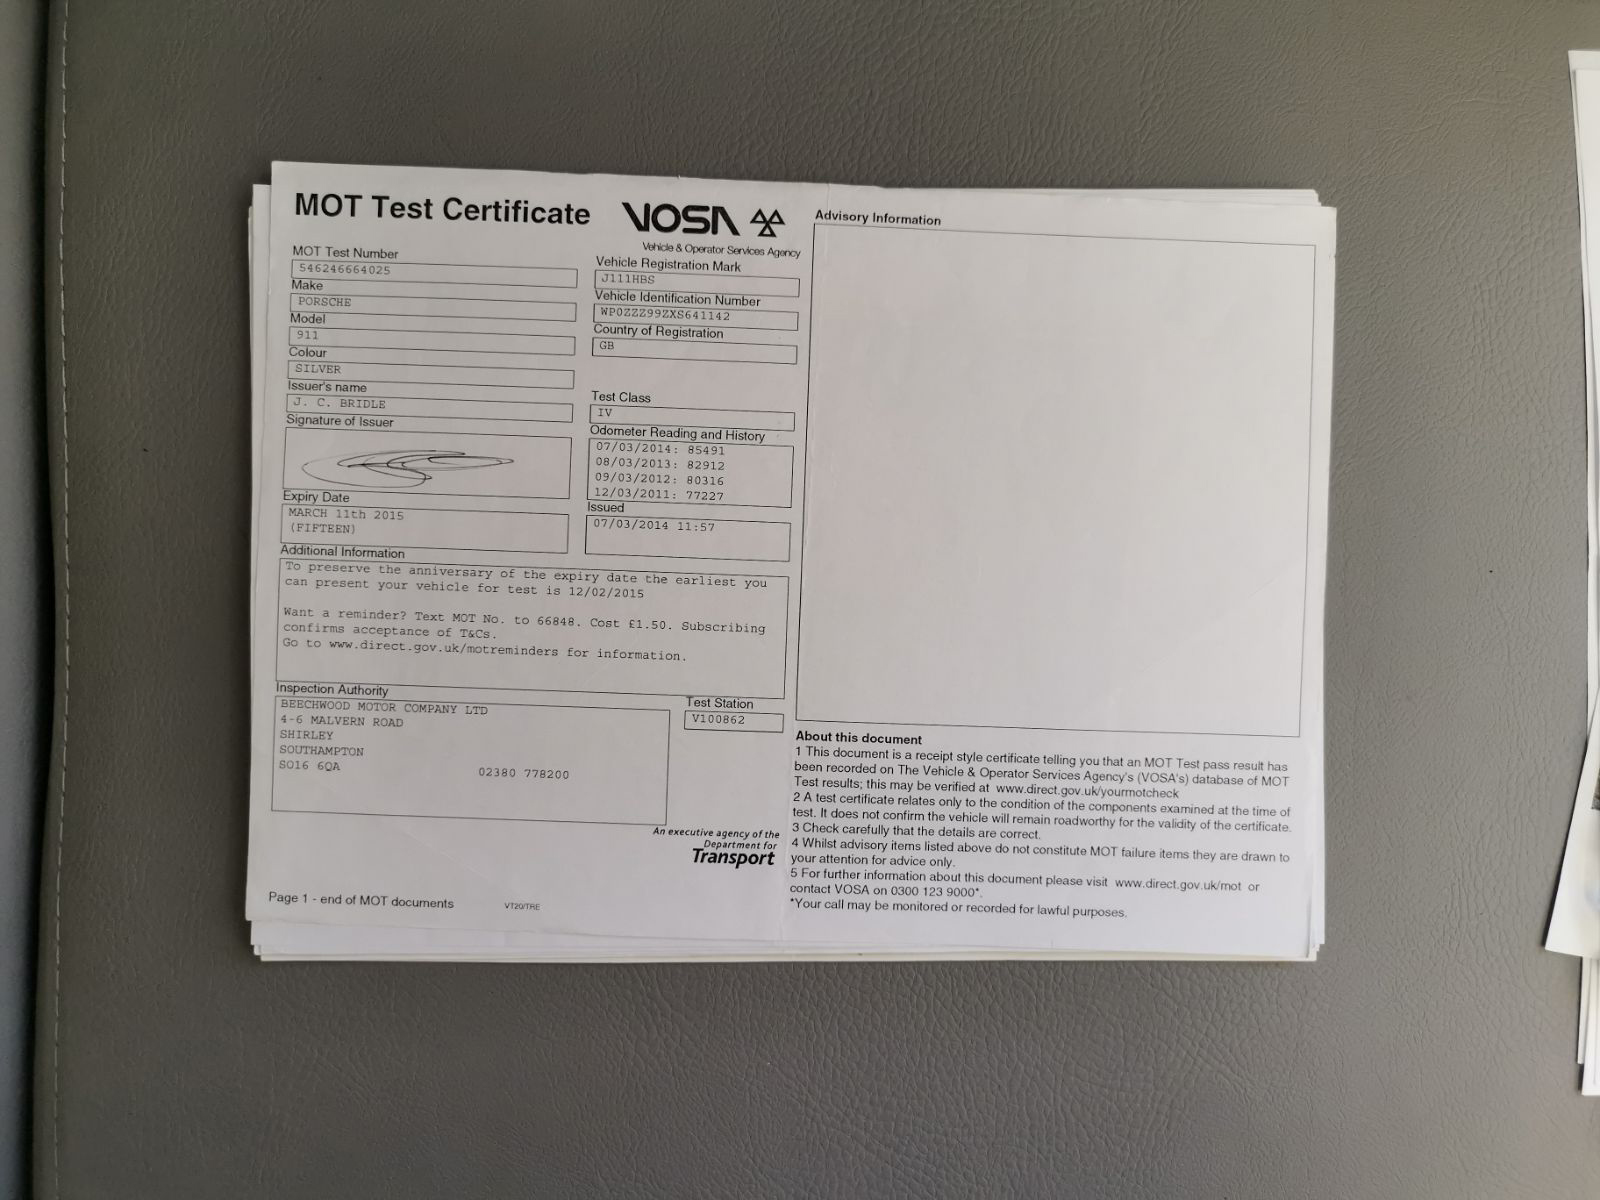 MOT Test Certificate
VOSA
Vehicle & Operator Services Agency
MOT Test Number
546246664025
Make
PORSCHE
Model
911
Colour
SILVER
Issuer's name
J. C. BRIDLE
Signature of Issuer
Expiry Date
MARCH 11th 2015
(FIFTEEN)
Vehicle Registration Mark
J111HBS
Vehicle Identification Number
WP0ZZZ99ZXS641142
Country of Registration
GB
Test Class
IV
Odometer Reading and History
07/03/2014: 85491
08/03/2013: 82912
09/03/2012: 80316
12/03/2011: 77227
Issued
07/03/2014 11:57
Additional Information
To preserve the anniversary of the expiry date the earliest you
can present your vehicle for test is 12/02/2015
Want a reminder? Text MOT No. to 66848. Cost £1.50. Subscribing
confirms acceptance of T&Cs.
Go to www.direct.gov.uk/motreminders for information.
Inspection Authority
BEECHWOOD MOTOR COMPANY LTD
4-6 MALVERN ROAD
SHIRLEY
SOUTHAMPTON
SO16 6QA 02380 778200
Test Station
V100862
An executive agency of the
Department for
Transport
Page 1 - end of MOT documents
VT20/TRE
Advisory Information
About this document
1 This document is a receipt style certificate telling you that an MOT Test pass result has
been recorded on The Vehicle & Operator Services Agency's (VOSA's) database of MOT
Test results; this may be verified at www.direct.gov.uk/yourmotcheck
2 A test certificate relates only to the condition of the components examined at the time of
test. It does not confirm the vehicle will remain roadworthy for the validity of the certificate.
3 Check carefully that the details are correct.
4 Whilst advisory items listed above do not constitute MOT failure items they are drawn to
your attention for advice only.
5 For further information about this document please visit www.direct.gov.uk/mot or
contact VOSA on 0300 123 9000*.
*Your call may be monitored or recorded for lawful purposes.